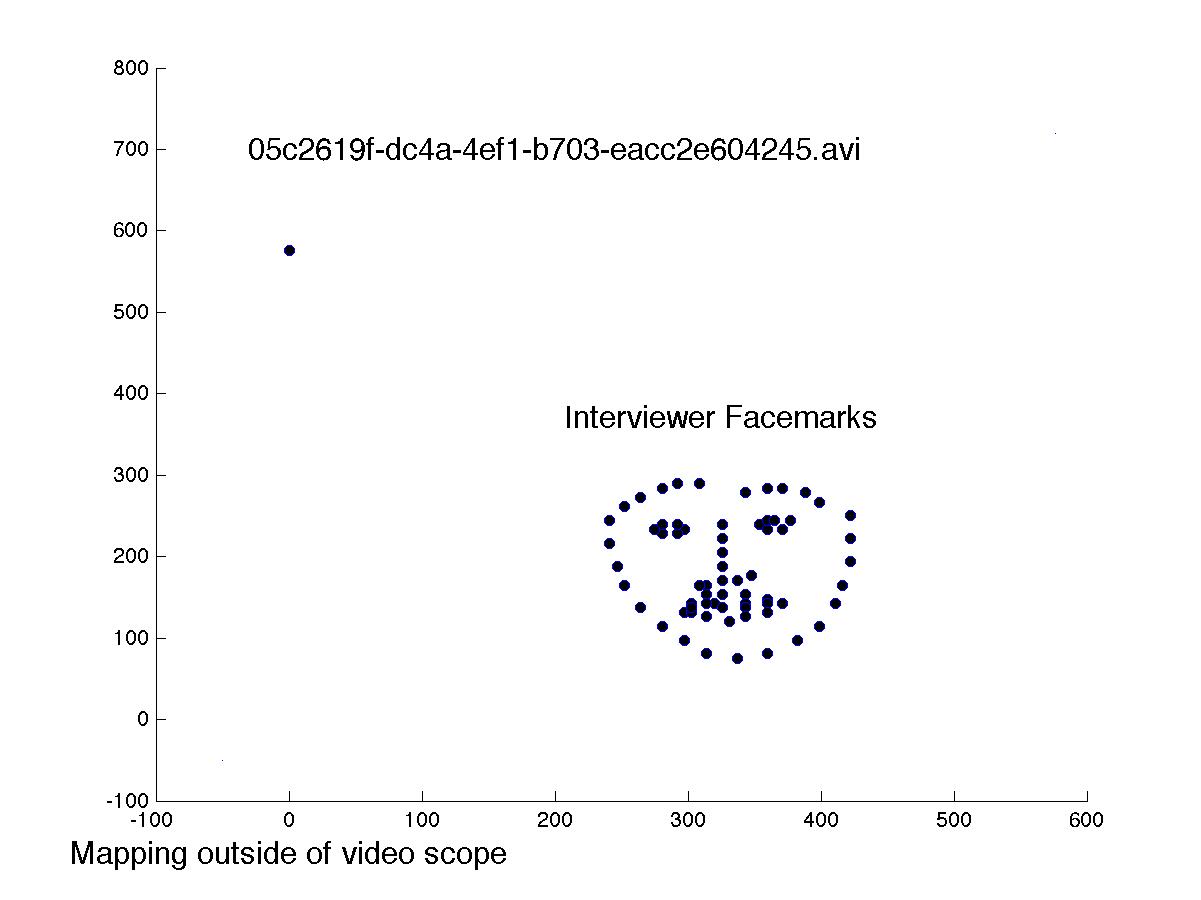 800
700
05c2619f-dc4a-4ef1-b703-eacc2e604245.avi
600
500
400
Interviewer Facemarks
300
200
100
0
-100
-100 0 100 200 300 400 500 600
Mapping outside of video scope